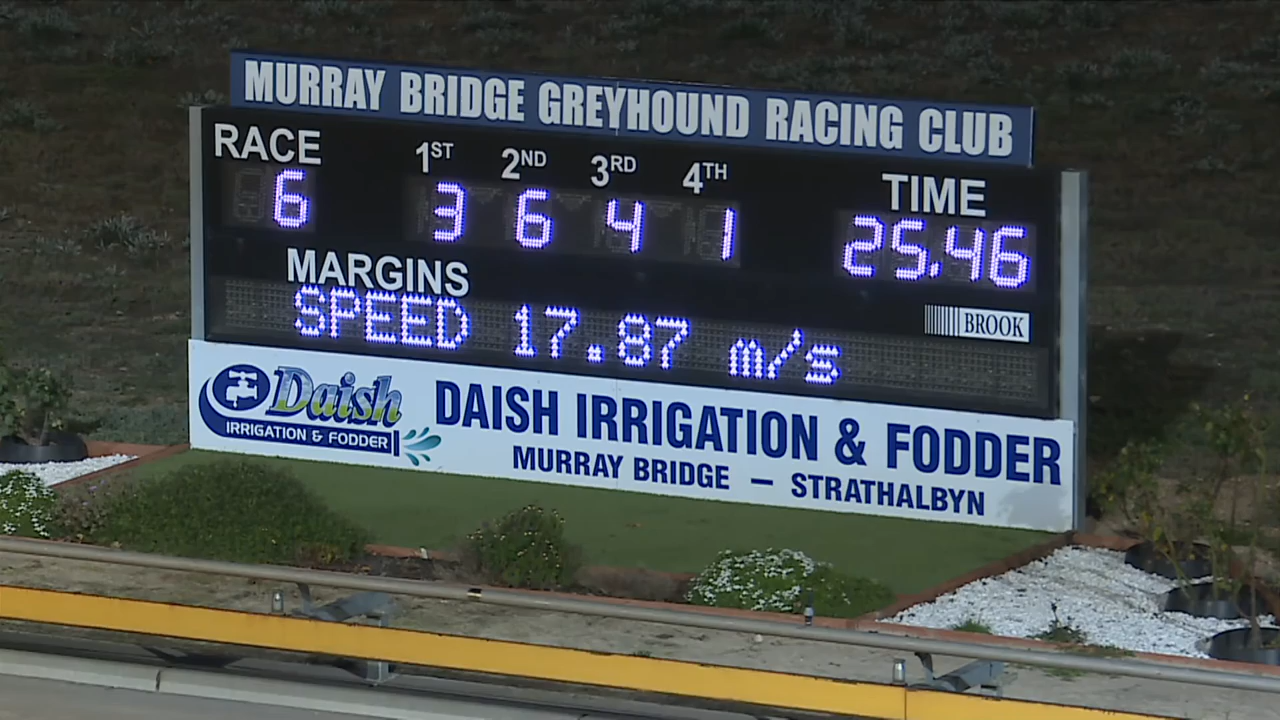 MURRAY BRIDGE GREYHOUND RACING CLUB
RACE 1ST 2ND 3RD 4TH TIME
6 3 6 4 1 25.46
MARGINS
SPEED 17.87 m/s
BROOK
Daish
IRRIGATION & FODDER
DAISH IRRIGATION & FODDER
MURRAY BRIDGE – STRATHALBYN